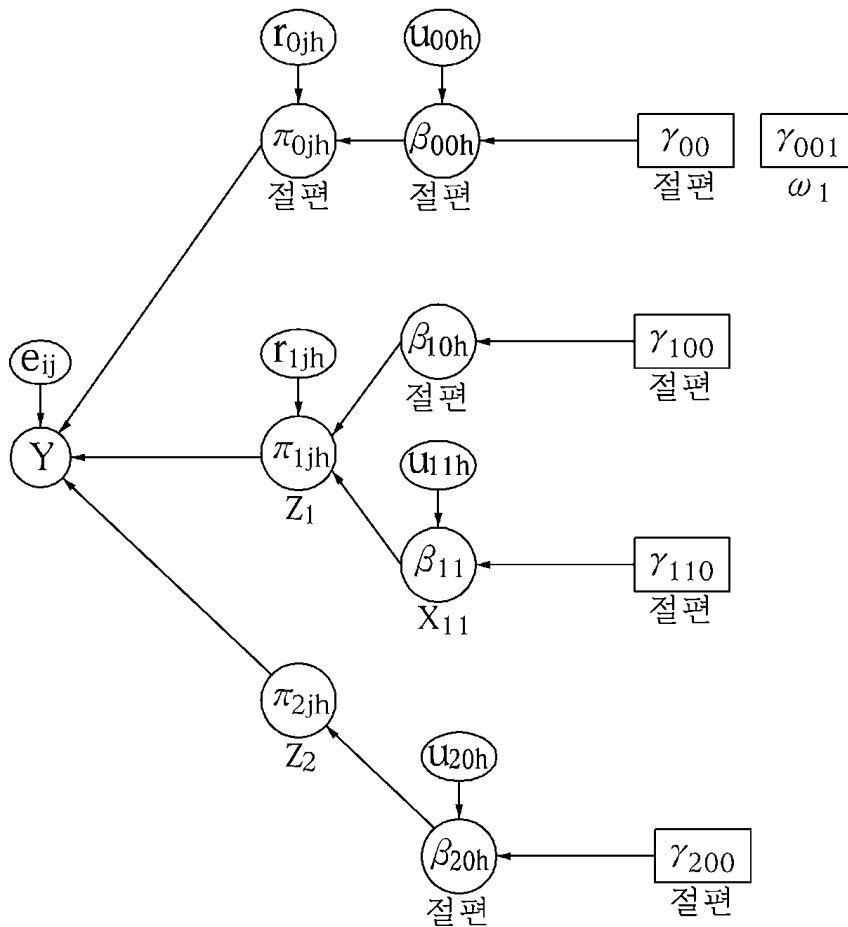 r0jh u00h
π0jh β00h γ00 γ001
절편 절편 절편 ω1
β10h γ100
절편 절편
eij r1jh
Y π1jh u11h
Z1
β11 γ110
X11 절편
π2jh
Z2 u20h
β20h γ200
절편 절편